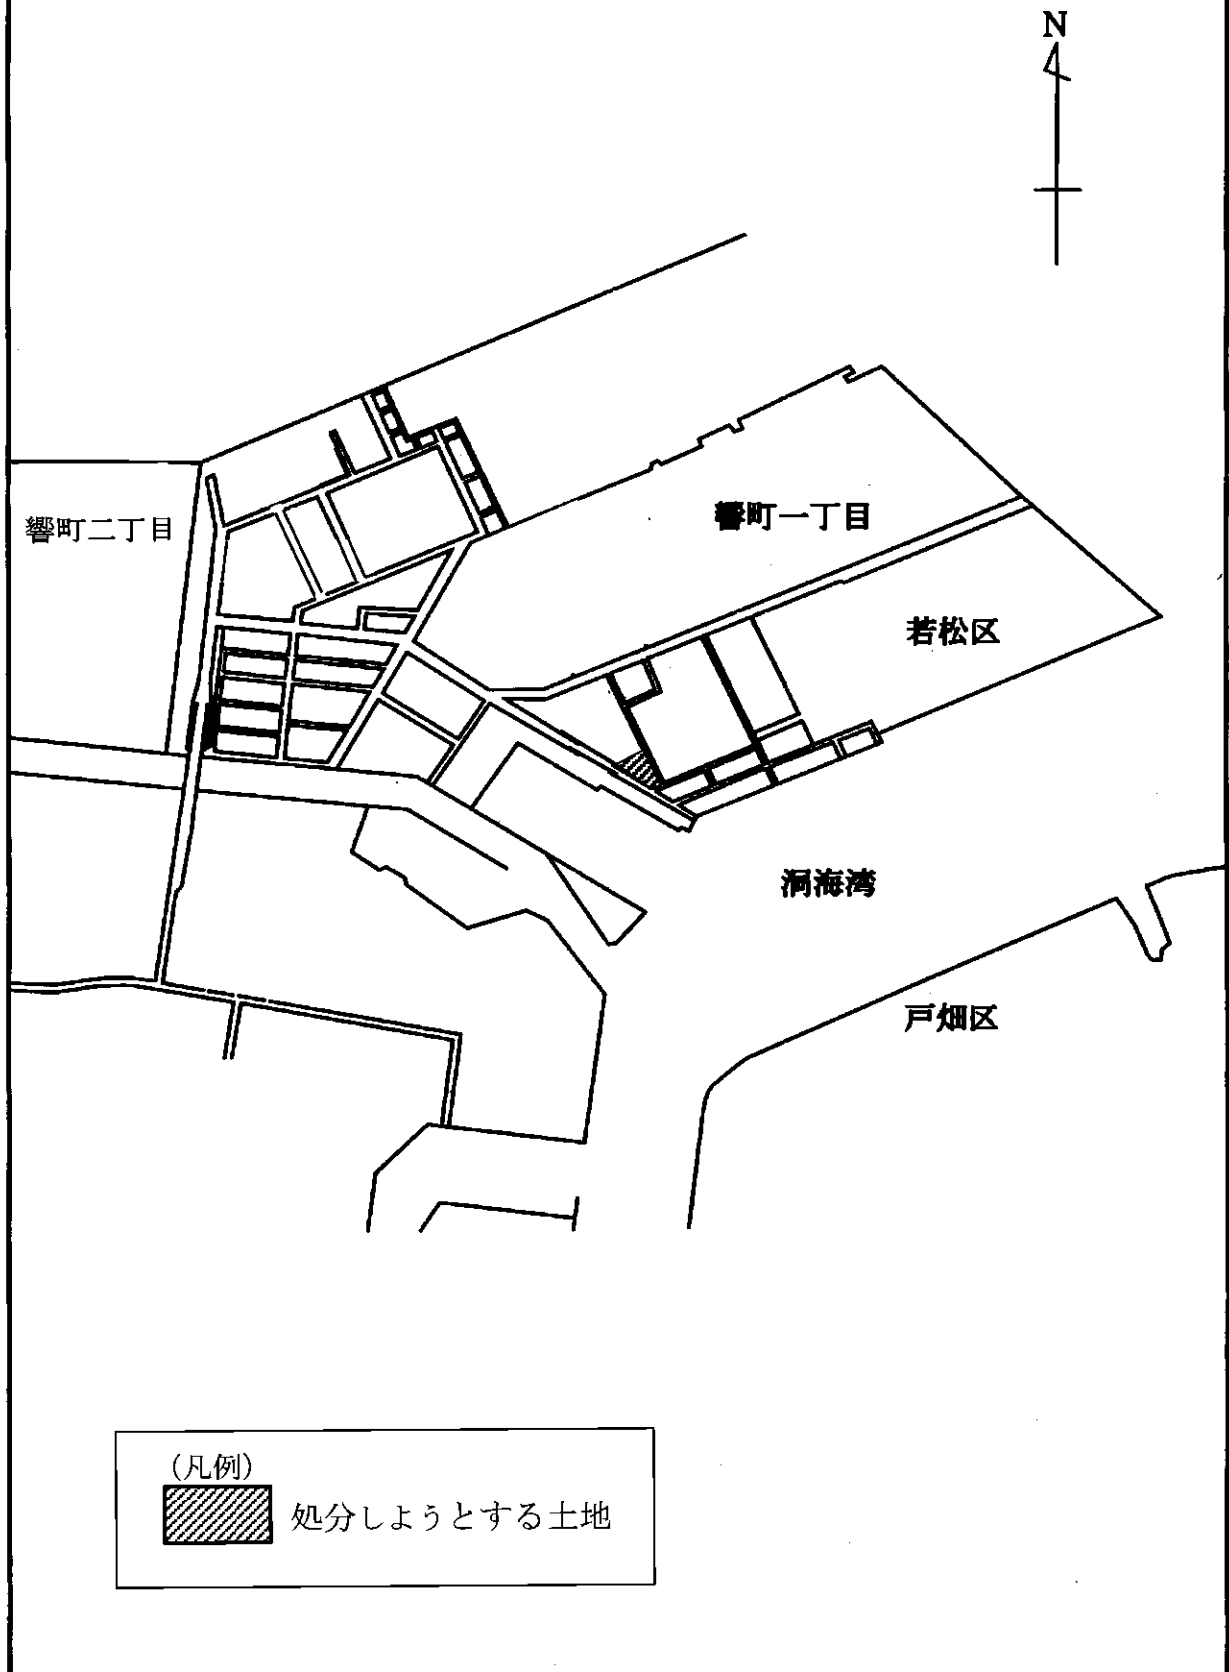 N
響町二丁目
響町一丁目
若松区
洞海湾
戸畑区
(凡例)
処分しようとする土地